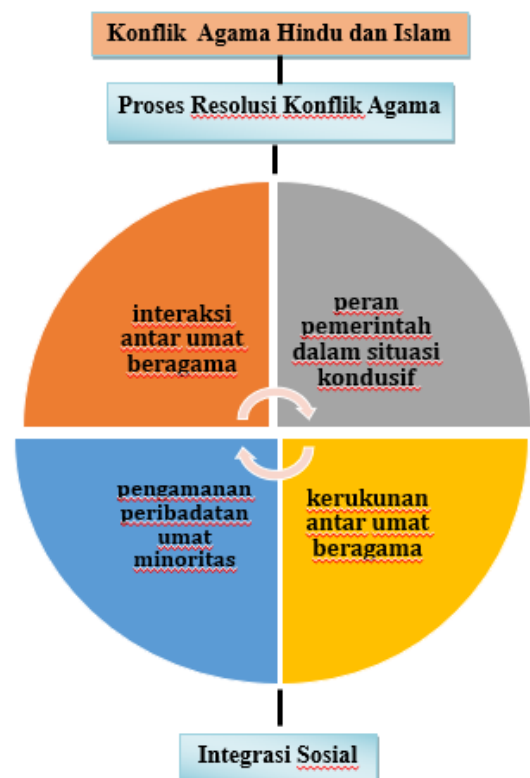 Konflik Agama Hindu dan Islam
Proses Resolusi Konflik Agama
interaksi
antar umat
beragama
peran
pemerintah
dalam situasi
kondusif
pengamanan
peribadatan
umat
minoritas
kerukunan
antar umat
beragama
Integrasi Sosial